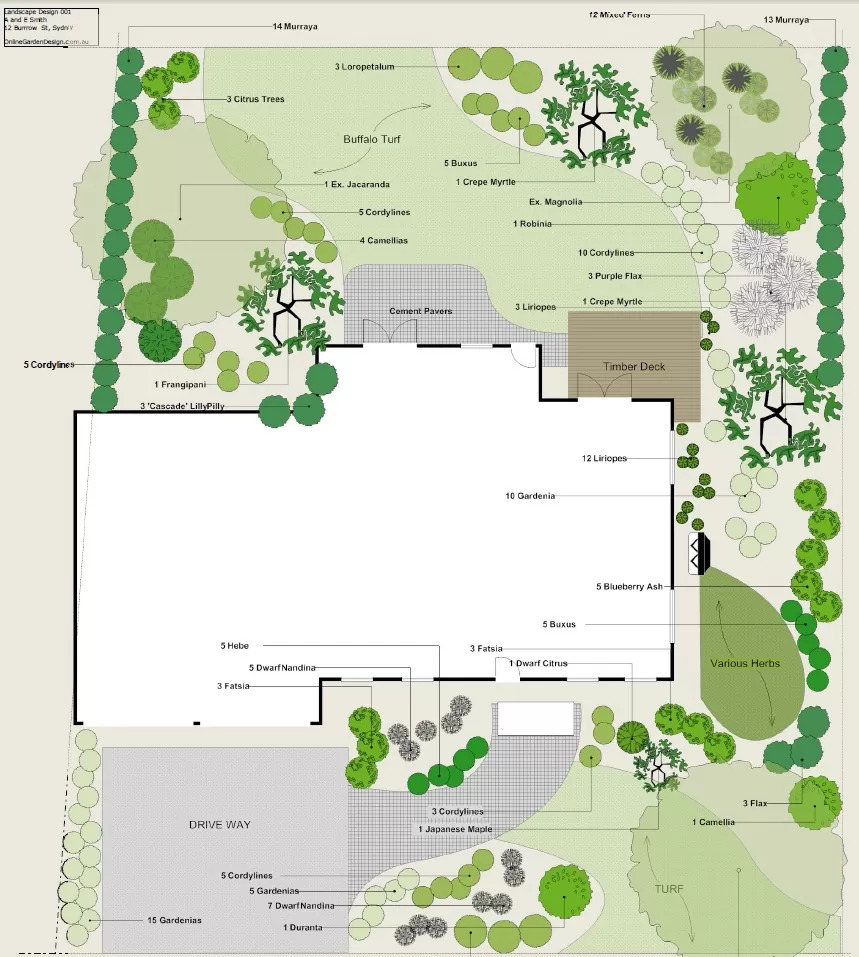 Landscape Design 001
A and E Smith
12 Burrow St, Sydney
OnlineGardenDesign.com.au
14 Murraya
12 Mixed Ferns
13 Murraya
3 Loropetalum
3 Citrus Trees
Buffalo Turf
5 Buxus
1 Crepe Myrtle
1 Ex. Jacaranda
Ex. Magnolia
5 Cordylines
1 Robinia
4 Camellias
10 Cordylines
3 Purple Flax
1 Crepe Myrtle
3 Liriopes
Cement Pavers
5 Cordylines
Timber Deck
1 Frangipani
3 'Cascade' LillyPilly
12 Liriopes
10 Gardenia
5 Blueberry Ash
5 Buxus
5 Hebe
3 Fatsia
1 Dwarf Citrus
Various Herbs
5 Dwarf Nandina
3 Fatsia
3 Cordylines
3 Flax
DRIVE WAY
1 Japanese Maple
1 Camellia
5 Cordylines
5 Gardenias
TURF
7 Dwarf Nandina
15 Gardenias
1 Duranta